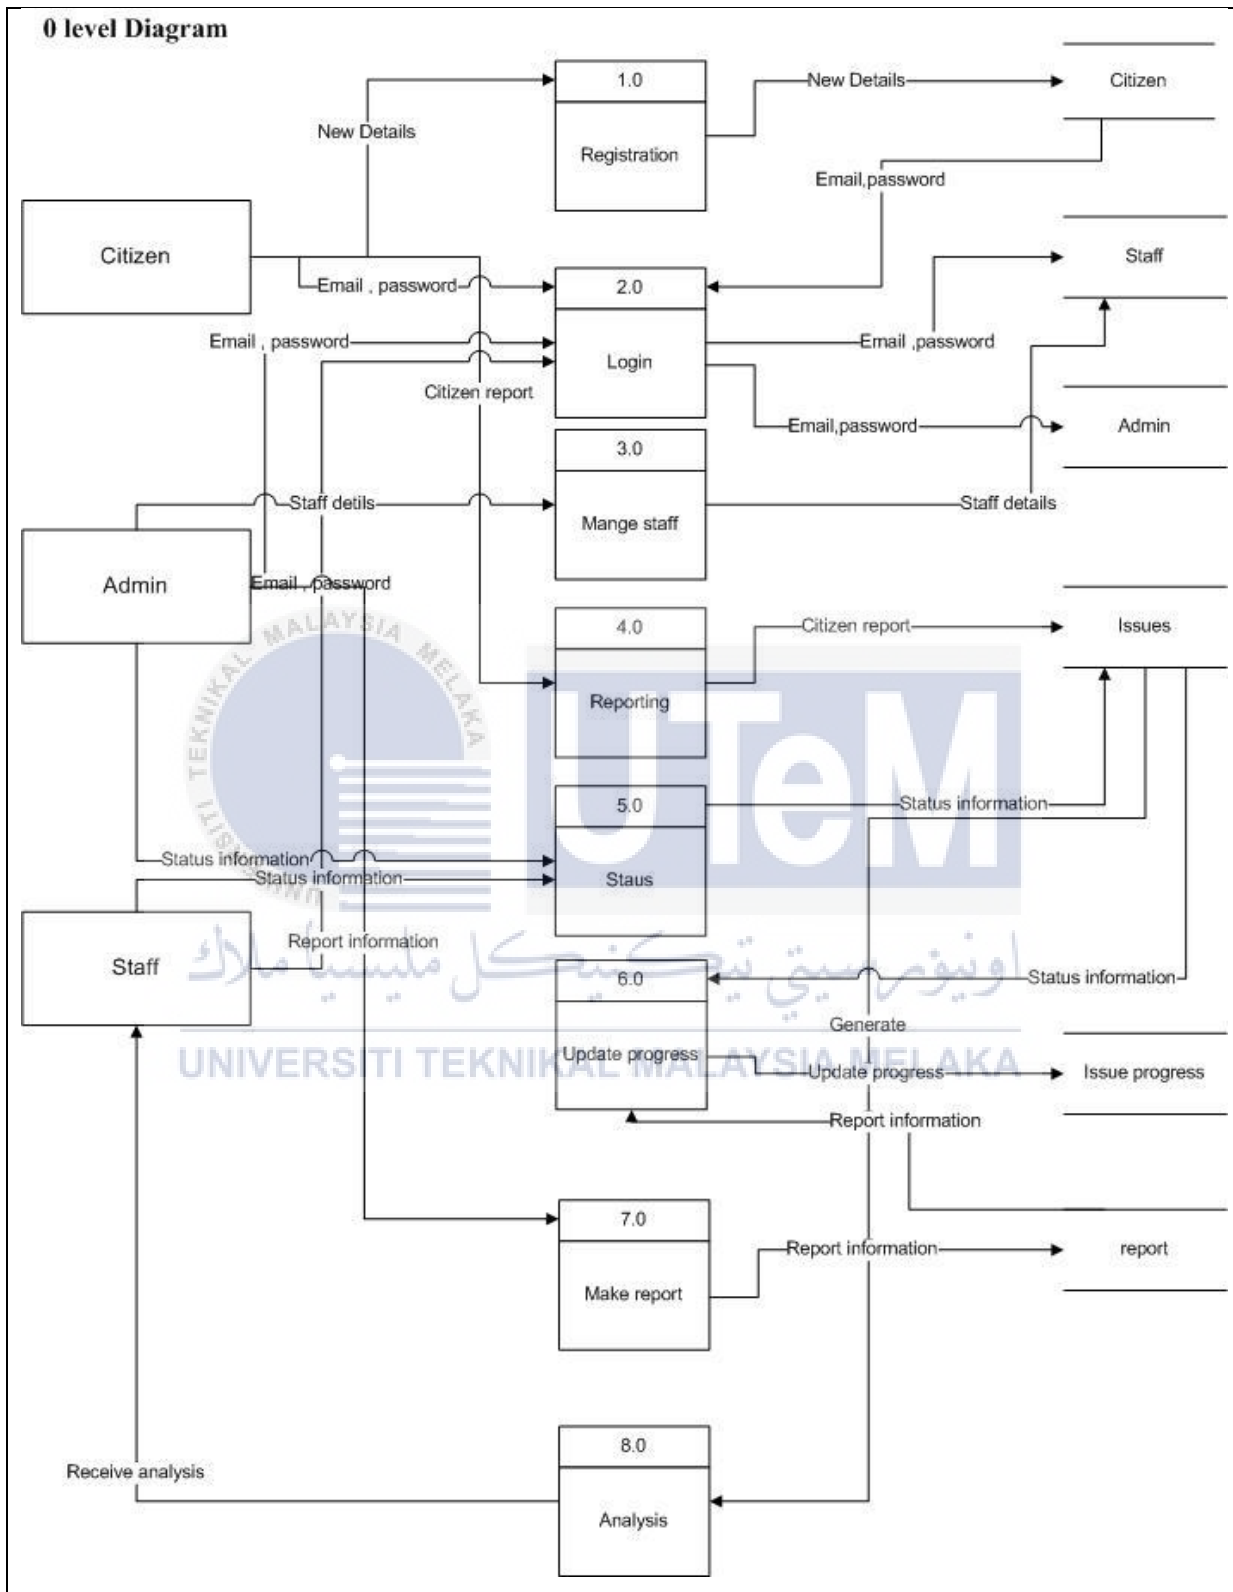 0 level Diagram
1.0
New Details
Citizen
New Details
Registration
Email,password
Citizen
Staff
Email , password
2.0
Email , password
Email ,password
Login
Citizen report
Email,password
Admin
3.0
Staff detils
Staff details
Mange staff
Admin
Email , password
4.0
Citizen report
Issues
Reporting
5.0
Status information
Status information
Status information
Staus
Report information
Staff
6.0
Status information
Generate
Update progress
Update progress
Issue progress
Report information
7.0
Report information
report
Make report
8.0
Receive analysis
Analysis
UNIVERSITI TEKNIKAL MALAYSIA MELAKA
UTeM
اونيۏرسيتي تيكنيكل مليسيا ملاك
UNIVERSITI TEKNIKAL MALAYSIA MELAKA